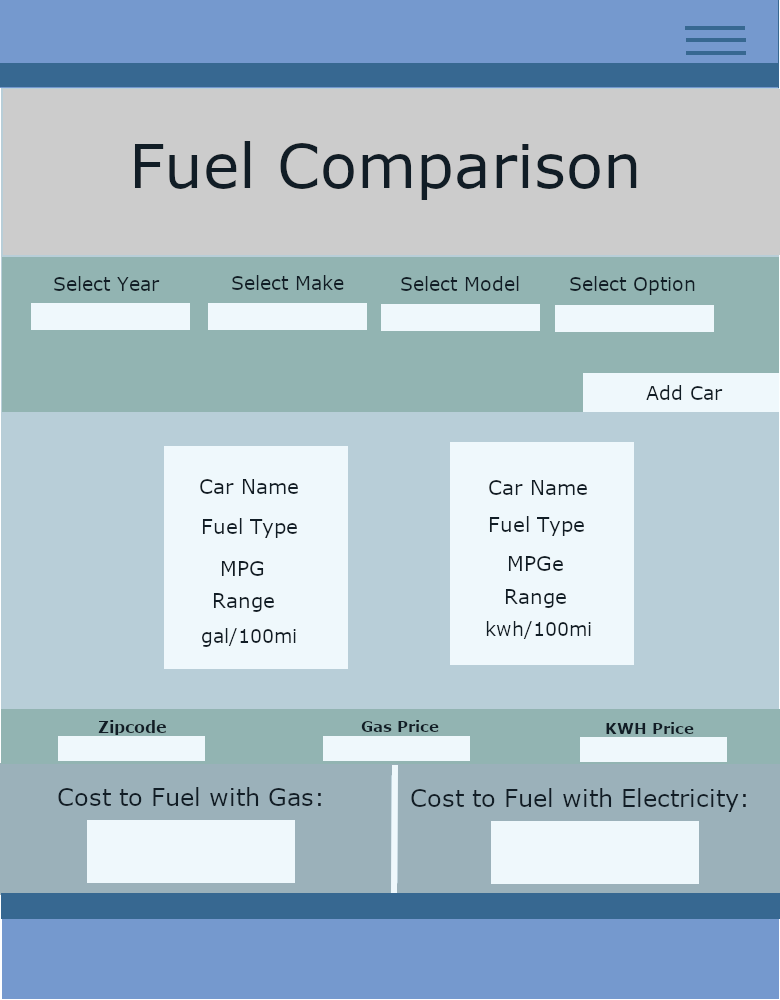 Fuel Comparison
Select Year
Select Make
Select Model
Select Option
Add Car
Car Name
Fuel Type
MPG
Range
gal/100mi
Car Name
Fuel Type
MPGe
Range
kwh/100mi
Zipcode
Gas Price
KWH Price
Cost to Fuel with Gas:
Cost to Fuel with Electricity: